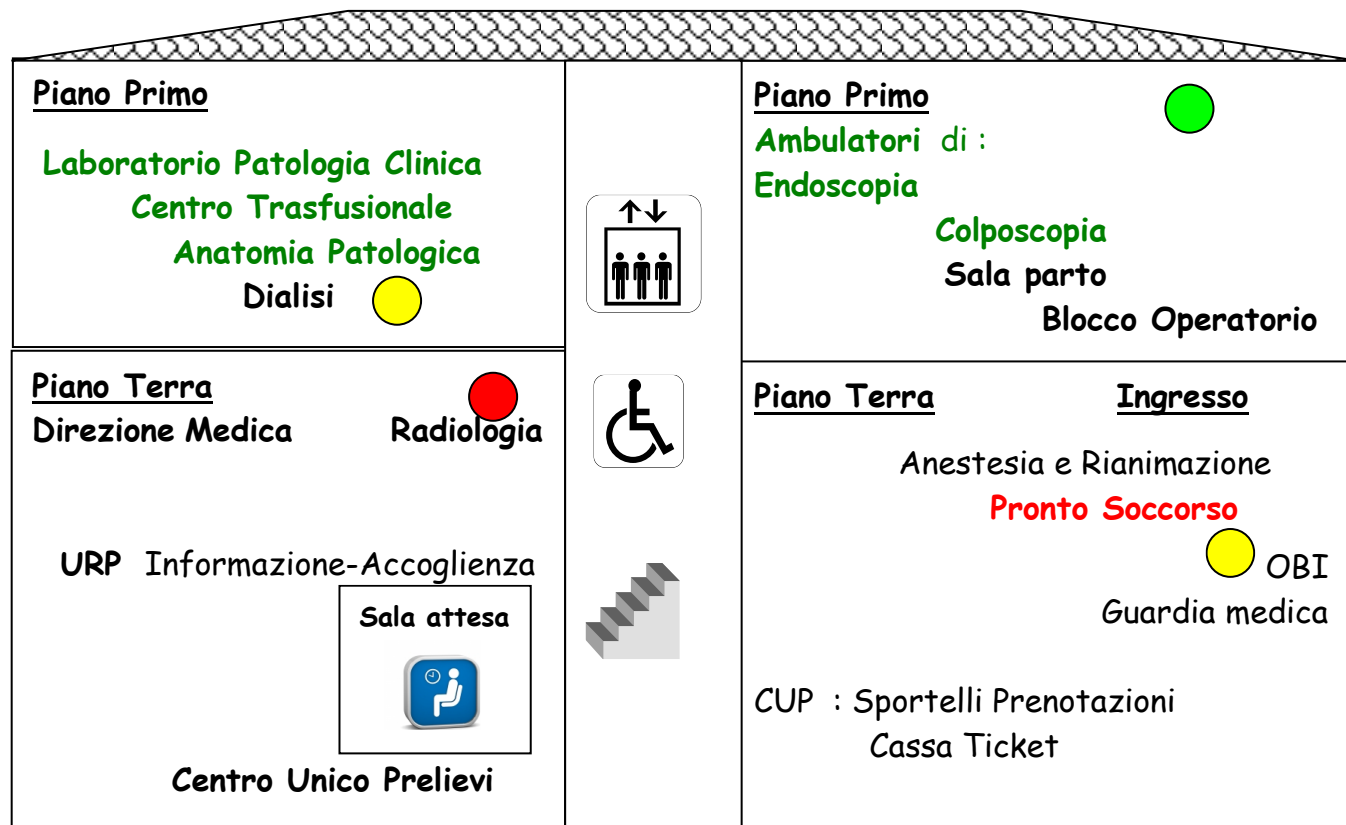 Piano Primo
Laboratorio Patologia Clinica
Centro Trasfusionale
Anatomia Patologica
Dialisi
Piano Primo
Ambulatori di :
Endoscopia
Colposcopia
Sala parto
Blocco Operatorio
Piano Terra
Direzione Medica Radiologia
URP Informazione-Accoglienza
Sala attesa
Centro Unico Prelievi
Piano Terra Ingresso
Anestesia e Rianimazione
Pronto Soccorso
OBI
Guardia medica
CUP : Sportelli Prenotazioni
Cassa Ticket